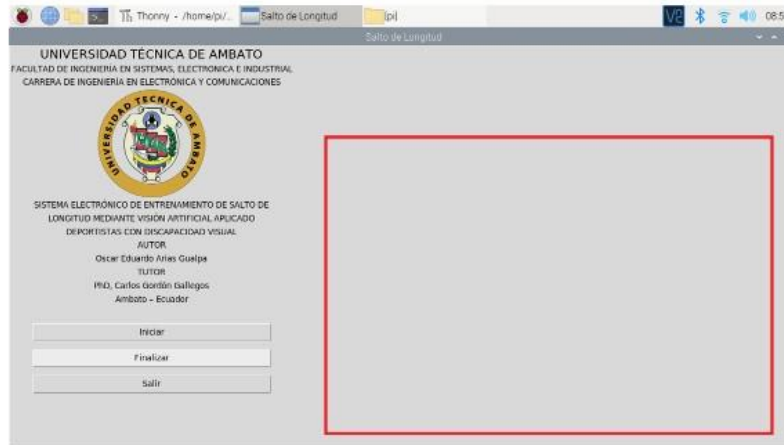 Thonny - /home/pi/..
Salto de Longitud
[pi]
V2
08:5
Salto de Longitud
UNIVERSIDAD TÉCNICA DE AMBATO
FACULTAD DE INGENIERÍA EN SISTEMAS, ELECTRÓNICA E INDUSTRIAL
CARRERA DE INGENIERÍA EN ELECTRÓNICA Y COMUNICACIONES
UNIVERSIDAD TECNICA DE AMBATO
SISTEMA ELECTRÓNICO DE ENTRENAMIENTO DE SALTO DE
LONGITUD MEDIANTE VISIÓN ARTIFICIAL APLICADO
DEPORTISTAS CON DISCAPACIDAD VISUAL
AUTOR
Oscar Eduardo Arias Gualpa
TUTOR
PhD, Carlos Gordón Gallegos
Ambato – Ecuador
Iniciar
Finalizar
Salir